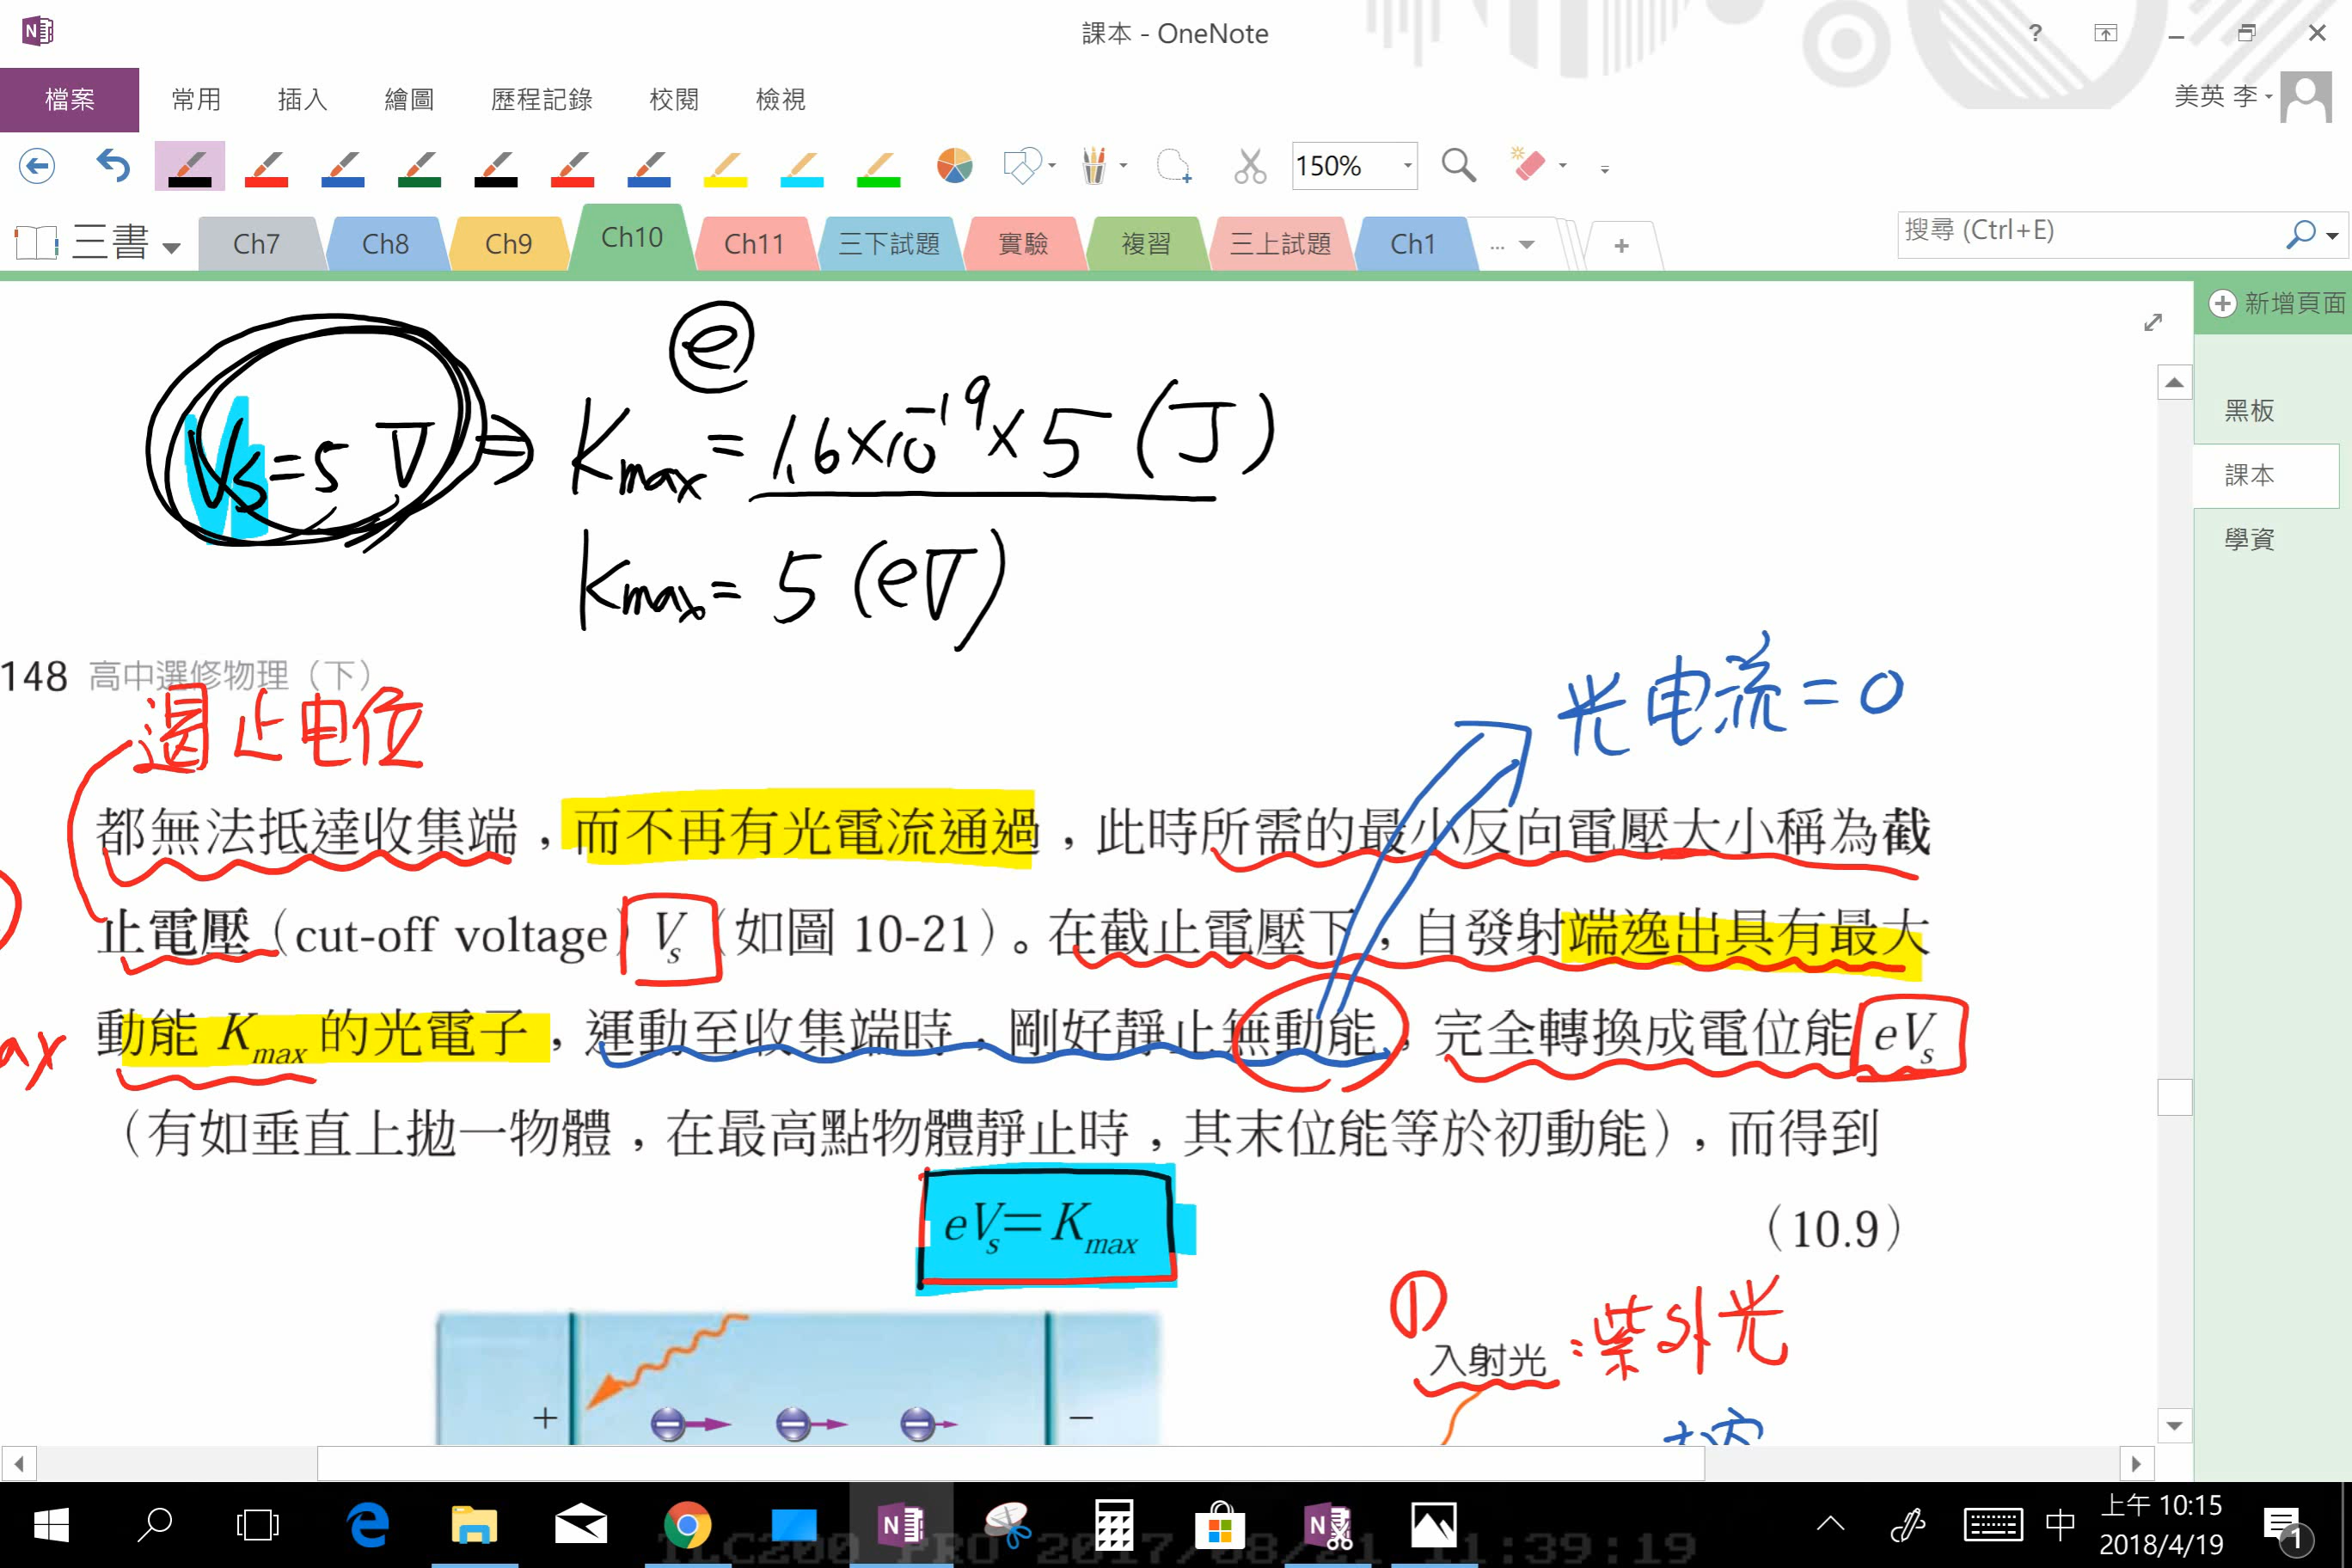 課本 - OneNote
?
檔案 常用 插入 繪圖 歷程記錄 校閱 檢視
美英 李
150%
三書 Ch7 Ch8 Ch9 Ch10 Ch11 三下試題 實驗 複習 三上試題 Ch1 ... +
搜尋 (Ctrl+E)
新增頁面
黑板
課本
學資
e
Vs=5 V ⇒ Kmax = 1.6×10⁻¹⁹×5 (J)
Kmax = 5 (eV)
148 高中選修物理（下）
遏止电位
光电流=0
都無法抵達收集端，而不再有光電流通過，此時所需的最小反向電壓大小稱為截
止電壓（cut-off voltage）Vs（如圖 10-21）。在截止電壓下，自發射端逸出具有最大
ax
動能 Kmax 的光電子，運動至收集端時，剛好靜止無動能，完全轉換成電位能 eVs
（有如垂直上拋一物體，在最高點物體靜止時，其末位能等於初動能），而得到
eVs=Kmax
（10.9）
①
入射光：紫外光
+ −
中
上午 10:15
2018/4/19
1
TLC200 PRO 2017/08/21 11:39:19